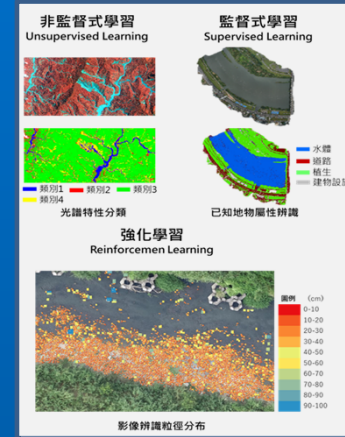 非監督式學習
Unsupervised Learning
監督式學習
Supervised Learning
類別1 類別2 類別3
類別4
光譜特性分類
水體
道路
植生
建物設施
已知地物屬性辨識
強化學習
Reinforcemen Learning
圖例 (cm)
0-10
10-20
20-30
30-40
40-50
50-60
60-70
70-80
80-90
90-100
影像辨識粒徑分布